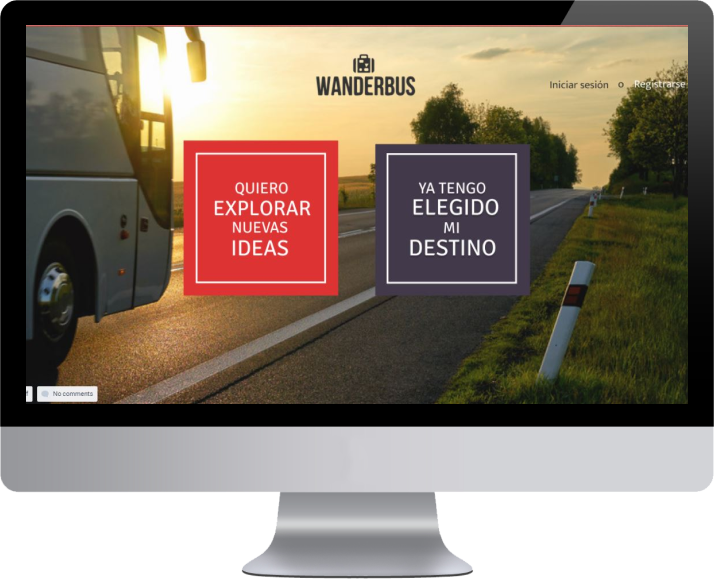 WANDERBUS
Iniciar sesión o Registrarse
QUIERO
EXPLORAR
NUEVAS
IDEAS
YA TENGO
ELEGIDO
MI
DESTINO
No comments